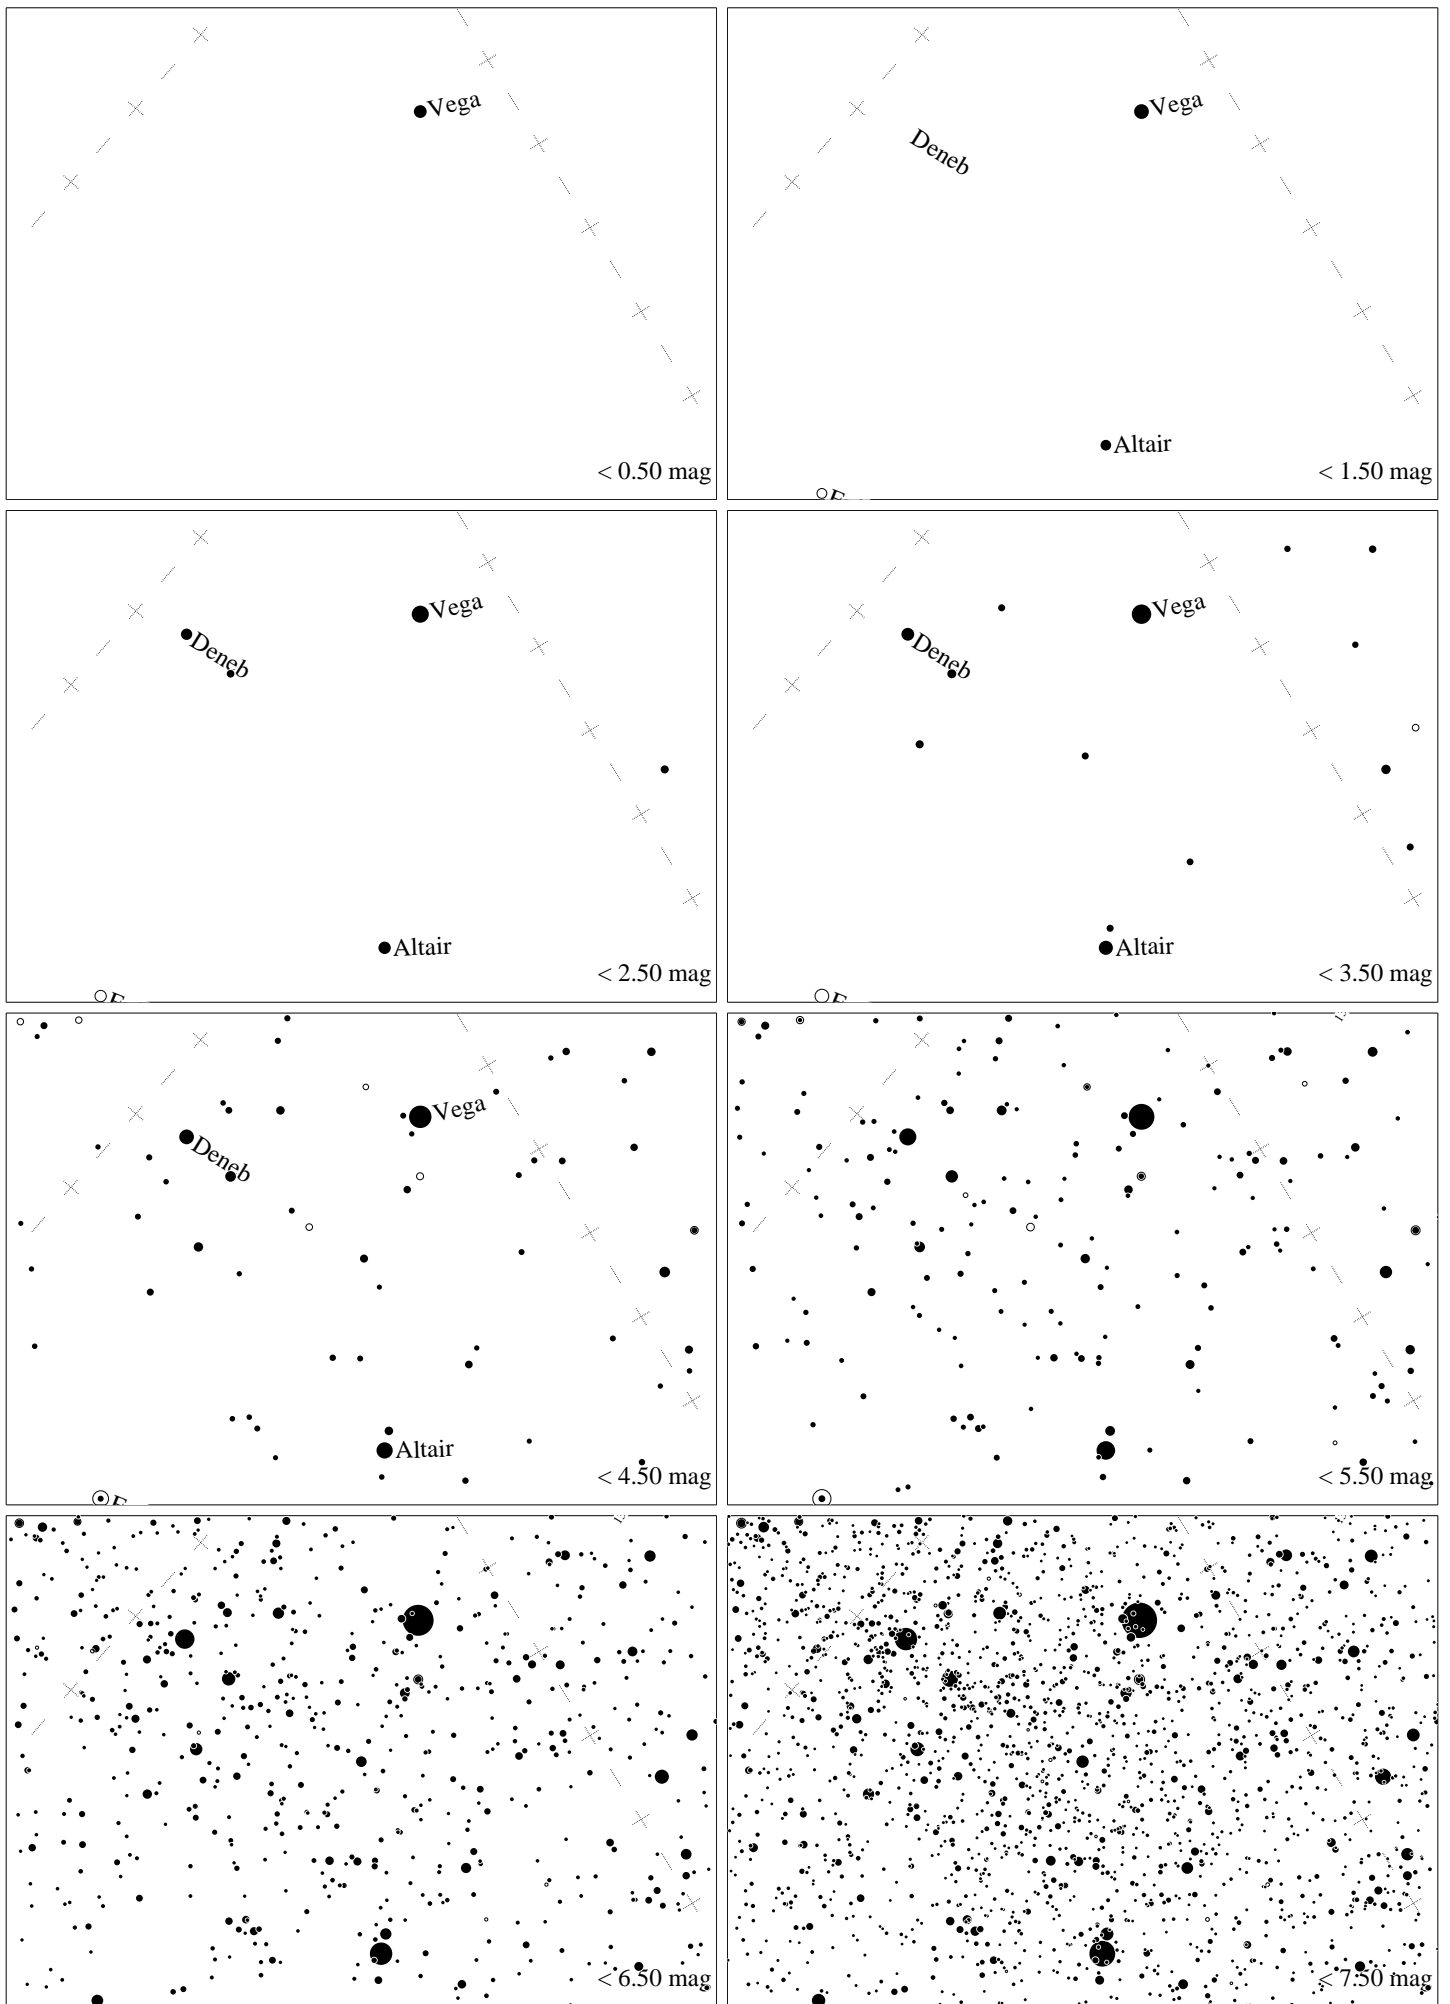 Vega
< 0.50 mag
Vega
Deneb
Altair
< 1.50 mag
Vega
Deneb
Altair
< 2.50 mag
Vega
Deneb
Altair
< 3.50 mag
Vega
Deneb
Altair
< 4.50 mag
< 5.50 mag
< 6.50 mag
< 7.50 mag